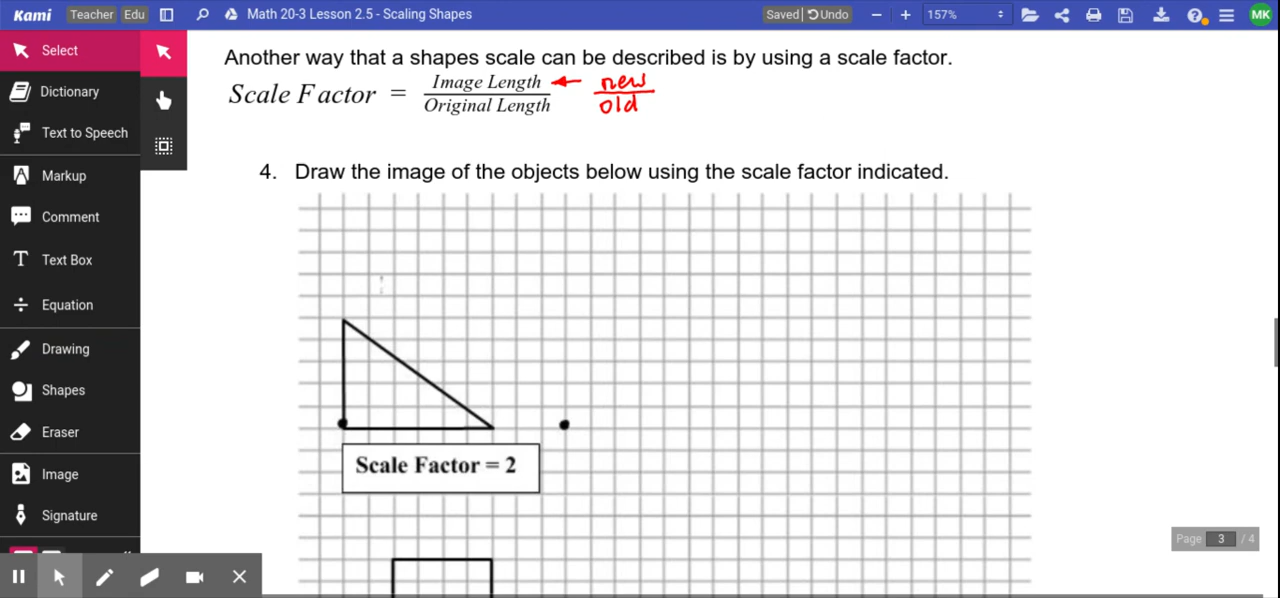 Kami Teacher Edu Math 20-3 Lesson 2.5 - Scaling Shapes Saved Undo − + 157% MK
Select
Dictionary
Text to Speech
Markup
Comment
Text Box
Equation
Drawing
Shapes
Eraser
Image
Signature
Another way that a shapes scale can be described is by using a scale factor.
Scale Factor = Image Length / Original Length
new
old
4. Draw the image of the objects below using the scale factor indicated.
Scale Factor = 2
Page 3 / 4